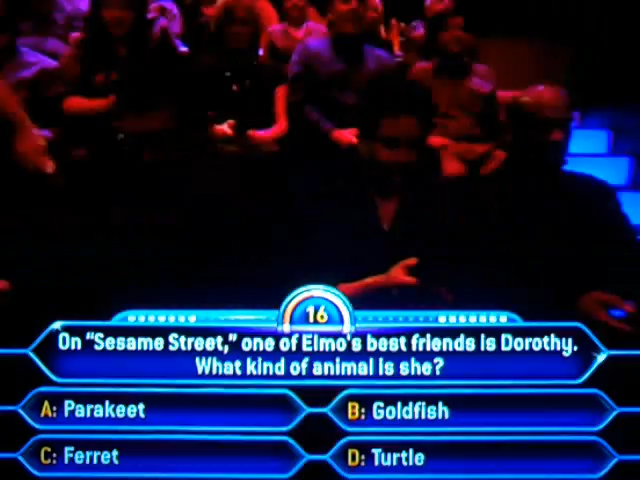 16
On "Sesame Street," one of Elmo's best friends is Dorothy.
What kind of animal is she?
A: Parakeet
B: Goldfish
C: Ferret
D: Turtle